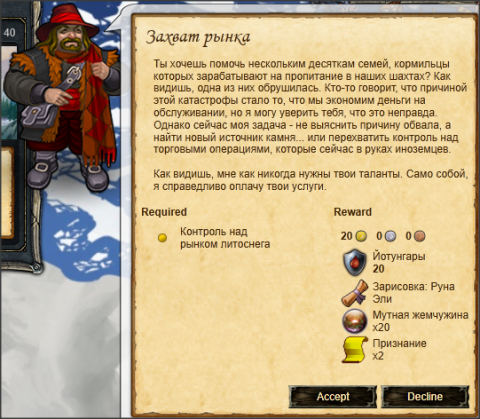 40
Захват рынка
Ты хочешь помочь нескольким десяткам семей, кормильцы
которых зарабатывают на пропитание в наших шахтах? Как
видишь, одна из них обрушилась. Кто-то говорит, что причиной
этой катастрофы стало то, что мы экономим деньги на
обслуживании, но я могу уверить тебя, что это неправда.
Однако сейчас моя задача - не выяснить причину обвала, а
найти новый источник камня... или перехватить контроль над
торговыми операциями, которые сейчас в руках иноземцев.
Как видишь, мне как никогда нужны твои таланты. Само собой,
я справедливо оплачу твои услуги.
Required
Контроль над
рынком литоснега
Reward
20 0 0
Йотунгары
20
Зарисовка: Руна
Эли
Мутная жемчужина
x20
Признание
x2
Accept Decline